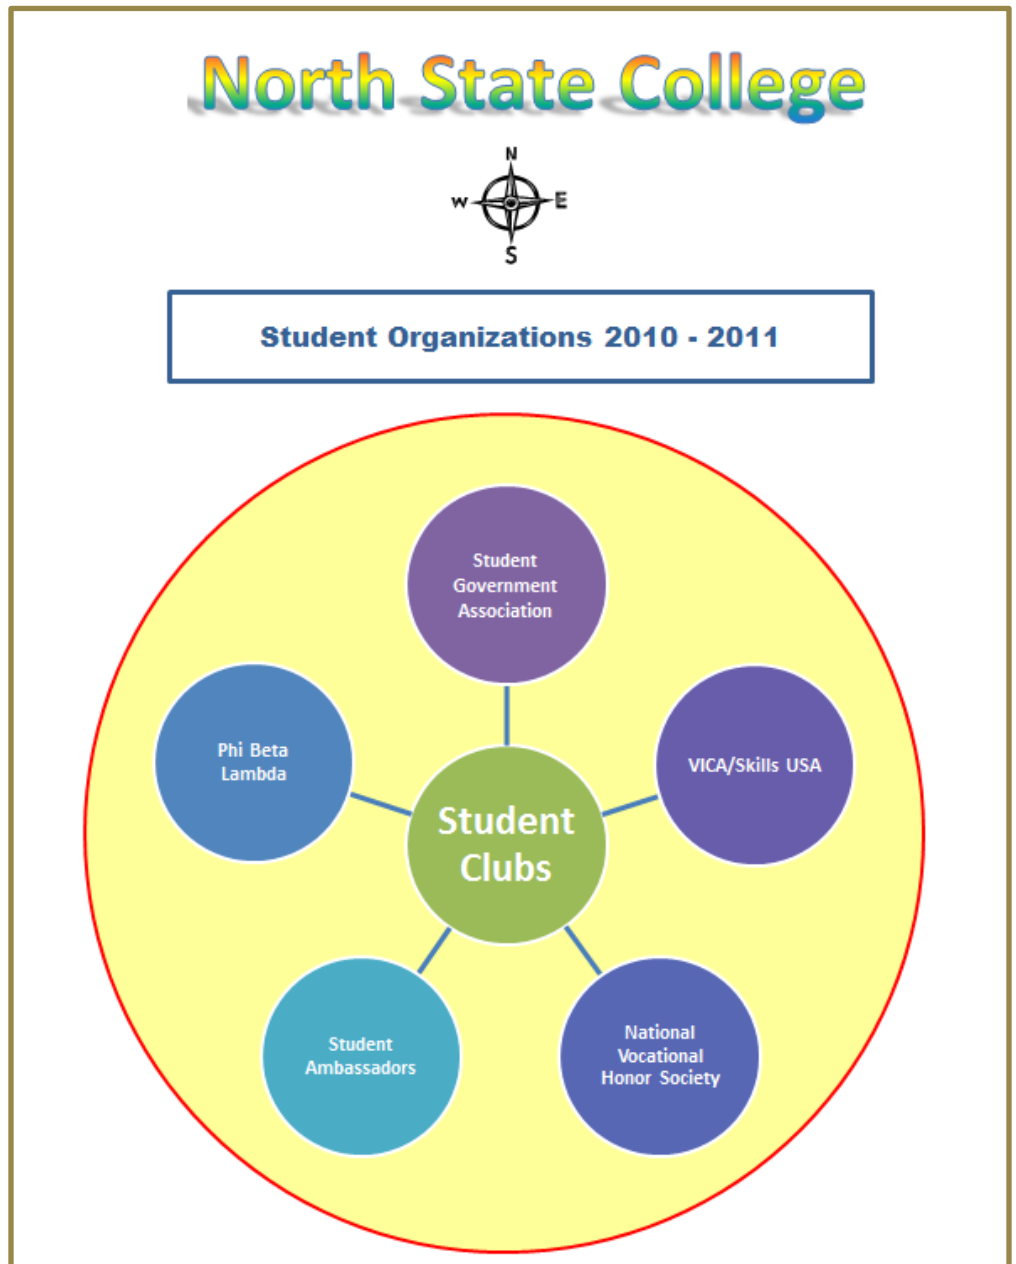 North State College
N
W E
S
Student Organizations 2010 - 2011
Student
Government
Association
Phi Beta
Lambda
VICA/Skills USA
Student
Clubs
Student
Ambassadors
National
Vocational
Honor Society